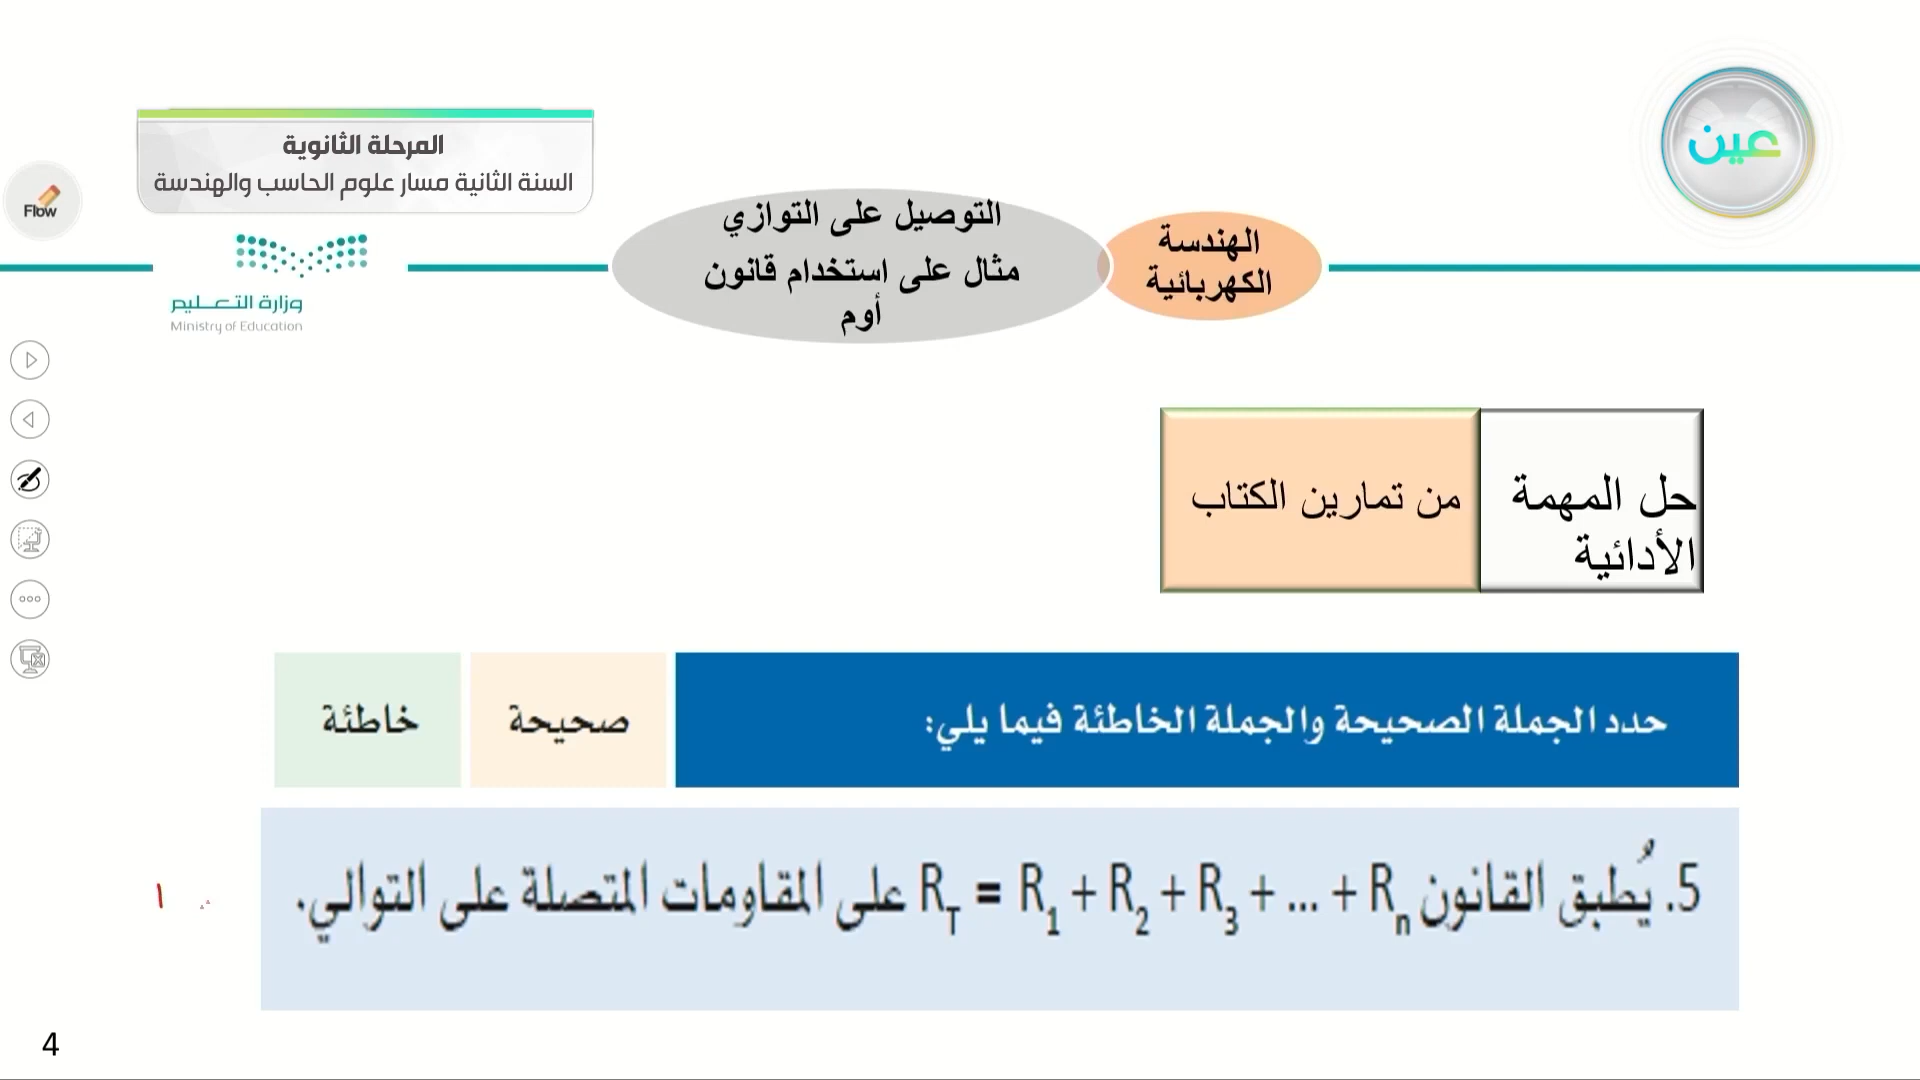 عين
المرحلة الثانوية
السنة الثانية مسار علوم الحاسب والهندسة
Flow
وزارة التعليم
Ministry of Education
الهندسة
الكهربائية
التوصيل على التوازي
مثال على استخدام قانون
أوم
حل المهمة
الأدائية
من تمارين الكتاب
حدد الجملة الصحيحة والجملة الخاطئة فيما يلي:
صحيحة
خاطئة
5. يُطبق القانون R_T = R_1 + R_2 + R_3 + ... + R_n على المقاومات المتصلة على التوالي.
4